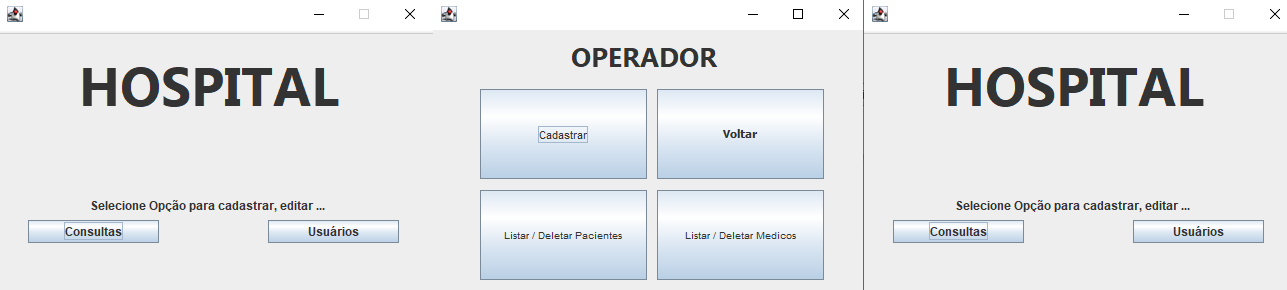 HOSPITAL
Selecione Opção para cadastrar, editar ...
Consultas
Usuários
OPERADOR
Cadastrar
Voltar
Listar / Deletar Pacientes
Listar / Deletar Medicos
HOSPITAL
Selecione Opção para cadastrar, editar ...
Consultas
Usuários